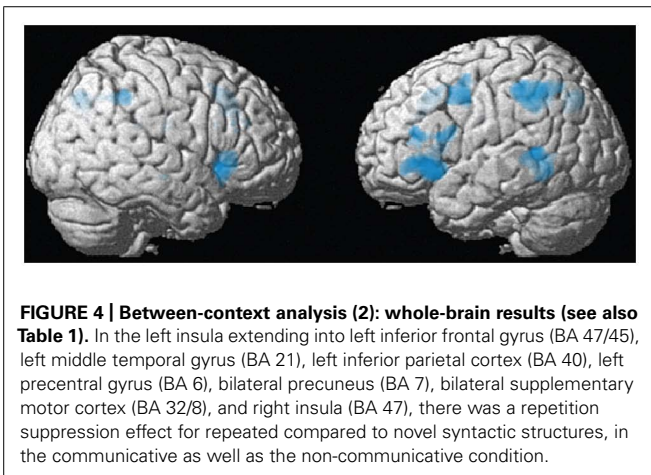 FIGURE 4 | Between-context analysis (2): whole-brain results (see also
Table 1). In the left insula extending into left inferior frontal gyrus (BA 47/45),
left middle temporal gyrus (BA 21), left inferior parietal cortex (BA 40), left
precentral gyrus (BA 6), bilateral precuneus (BA 7), bilateral supplementary
motor cortex (BA 32/8), and right insula (BA 47), there was a repetition
suppression effect for repeated compared to novel syntactic structures, in
the communicative as well as the non-communicative condition.